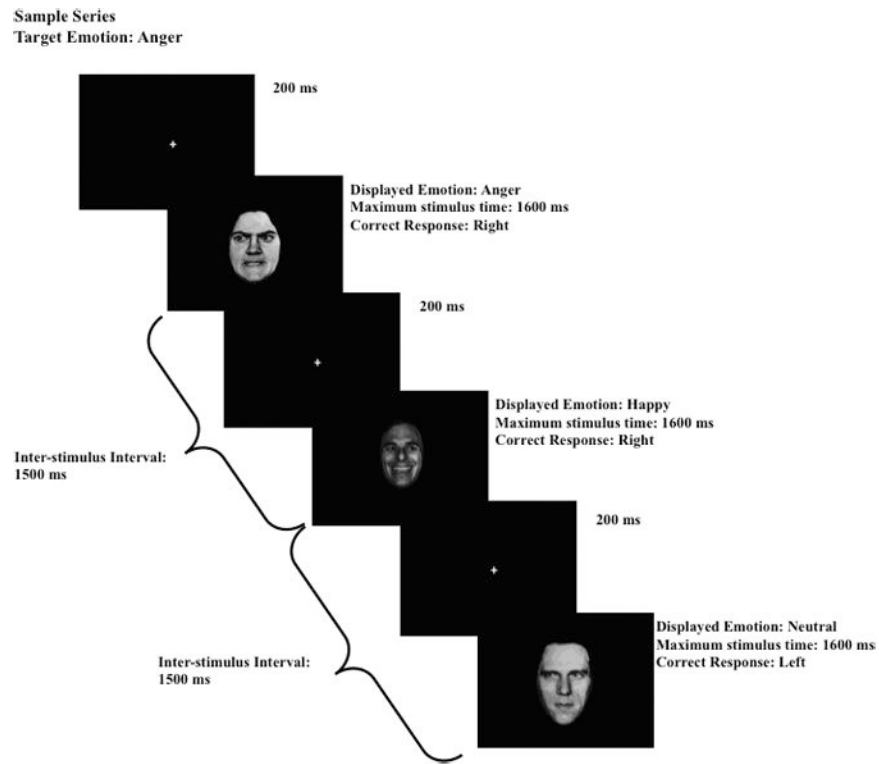 Sample Series
Target Emotion: Anger
200 ms
Displayed Emotion: Anger
Maximum stimulus time: 1600 ms
Correct Response: Right
200 ms
Displayed Emotion: Happy
Maximum stimulus time: 1600 ms
Correct Response: Right
Inter-stimulus Interval:
1500 ms
200 ms
Displayed Emotion: Neutral
Maximum stimulus time: 1600 ms
Correct Response: Left
Inter-stimulus Interval:
1500 ms